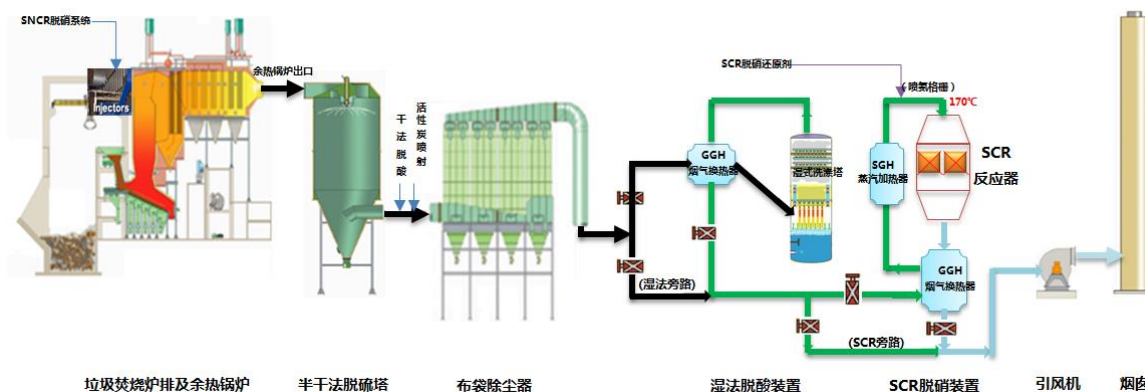 SNCR脱硝系统
Injectors
余热锅炉出口
干法脱酸
活性炭喷射
SCR脱硝还原剂
(喷氨格栅)
170℃
GGH
烟气换热器
湿式洗涤塔
SGH
蒸汽加热器
SCR
反应器
GGH
烟气换热器
(湿法旁路)
(SCR旁路)
垃圾焚烧炉排及余热锅炉
半干法脱硫塔
布袋除尘器
湿法脱酸装置
SCR脱硝装置
引风机
烟囱